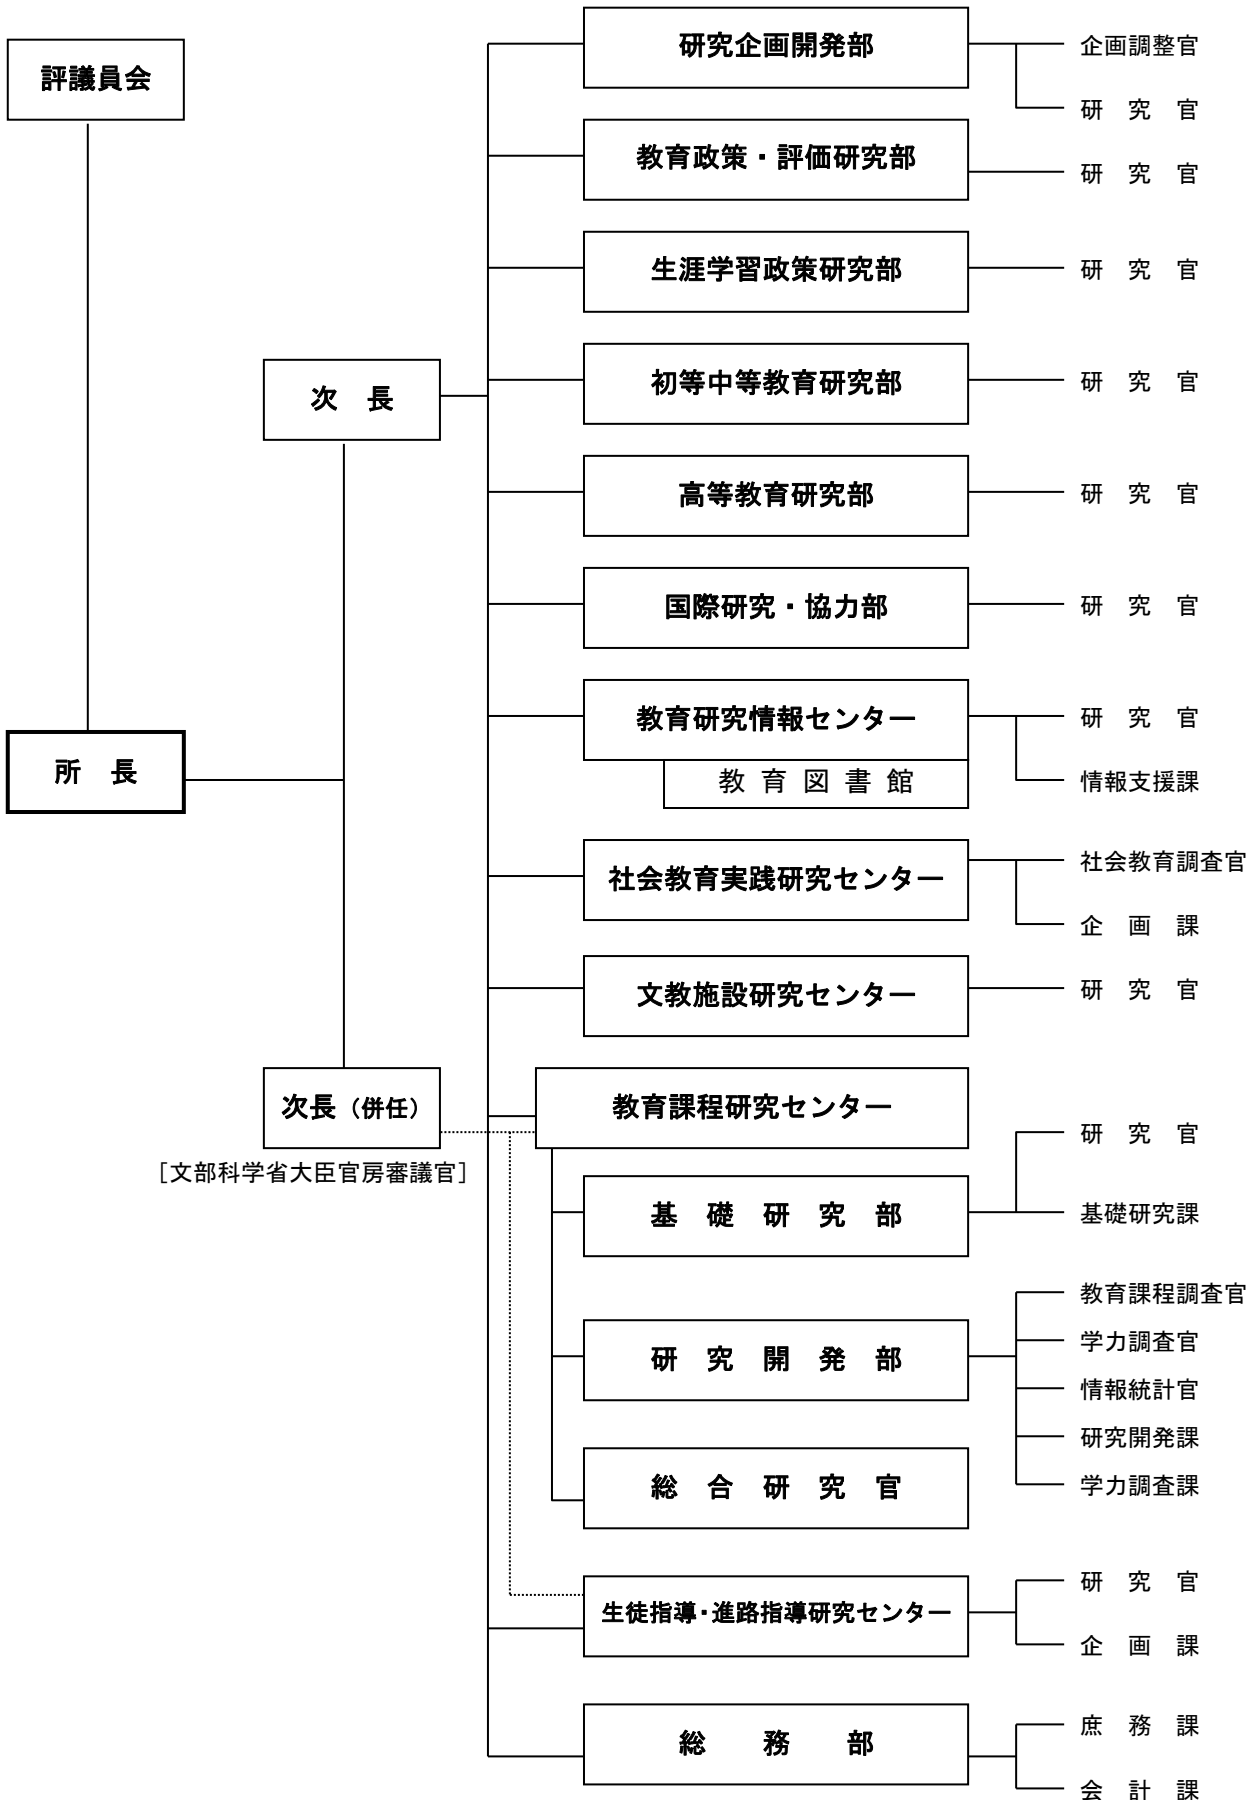 評議員会
所　長
次　長
次長（併任）
［文部科学省大臣官房審議官］
研究企画開発部
企画調整官
研　究　官
教育政策・評価研究部
研　究　官
生涯学習政策研究部
研　究　官
初等中等教育研究部
研　究　官
高等教育研究部
研　究　官
国際研究・協力部
研　究　官
教育研究情報センター
教 育 図 書 館
研　究　官
情報支援課
社会教育実践研究センター
社会教育調査官
企　画　課
文教施設研究センター
研　究　官
教育課程研究センター
基　礎　研　究　部
研　究　官
基礎研究課
研　究　開　発　部
教育課程調査官
学力調査官
情報統計官
研究開発課
学力調査課
総　合　研　究　官
生徒指導・進路指導研究センター
研　究　官
企　画　課
総　　務　　部
庶　務　課
会　計　課